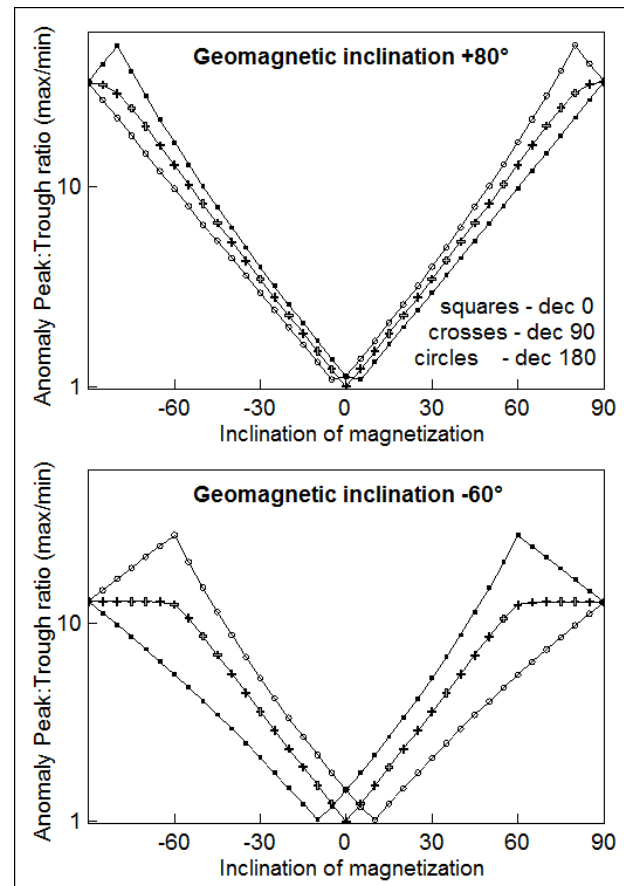 Geomagnetic inclination +80°
Anomaly Peak:Trough ratio (max/min)
10
1
squares - dec 0
crosses - dec 90
circles - dec 180
-60 -30 0 30 60 90
Inclination of magnetization
Geomagnetic inclination -60°
Anomaly Peak:Trough ratio (max/min)
10
1
-60 -30 0 30 60 90
Inclination of magnetization